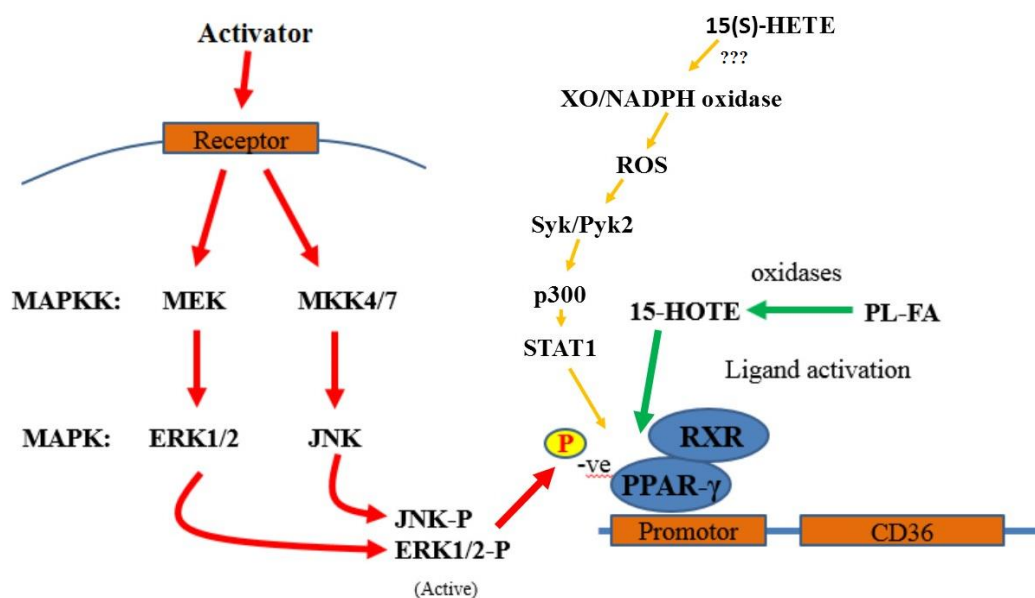 Activator
Receptor
MAPKK:
MEK
MKK4/7
MAPK:
ERK1/2
JNK
JNK-P
ERK1/2-P
(Active)
15(S)-HETE
???
XO/NADPH oxidase
ROS
Syk/Pyk2
p300
STAT1
oxidases
15-HOTE
PL-FA
Ligand activation
P
-ve
RXR
PPAR-γ
Promotor
CD36